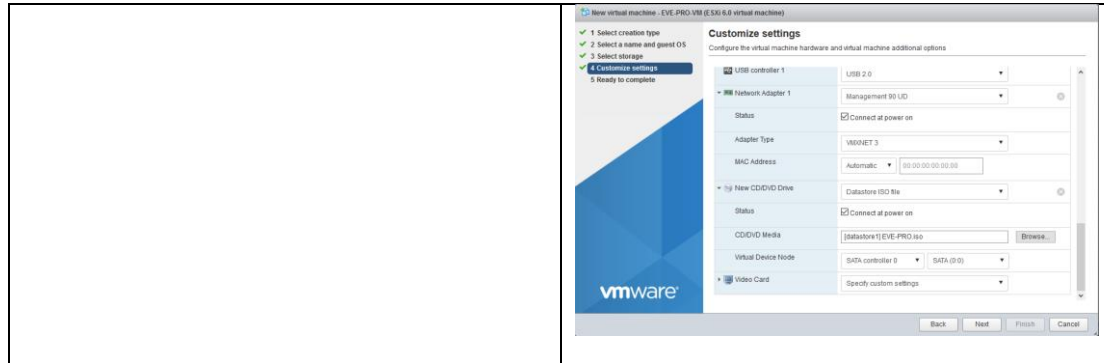 New virtual machine - EVE-PRO-VM (ESXi 6.0 virtual machine)
1 Select creation type
2 Select a name and guest OS
3 Select storage
4 Customize settings
5 Ready to complete
Customize settings
Configure the virtual machine hardware and virtual machine additional options
USB controller 1 USB 2.0
Network Adapter 1 Management 90 UD
Status Connect at power on
Adapter Type VMXNET 3
MAC Address Automatic 00:00:00:00:00:00
New CD/DVD Drive Datastore ISO file
Status Connect at power on
CD/DVD Media [datastore1] EVE-PRO.iso Browse...
Virtual Device Node SATA controller 0 SATA (0:0)
Video Card Specify custom settings
vmware
Back Next Finish Cancel